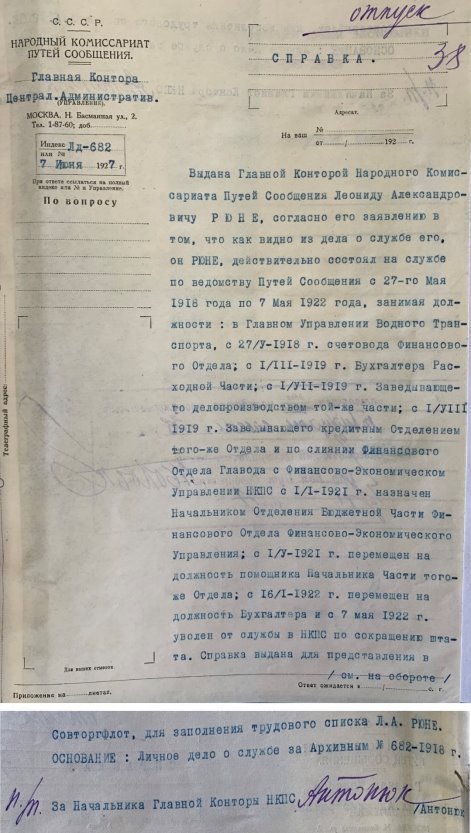 отпуск
38
С. С. С. Р.
НАРОДНЫЙ КОМИССАРИАТ
ПУТЕЙ СООБЩЕНИЯ.
Главная Контора
Централ.Административ.
(УПРАВЛЕНИЕ).
МОСКВА, Н. Басманная ул., 2.
Тел. 1-87-60; доб.
Индекс Лд-682
или №
7 Июня 1927 г.
При ответе ссылаться на полный
индекс или № и Управление.
По вопросу
Телеграфный адрес:
СПРАВКА.
Адресат.
На ваш №
от / 192 г.
Выдана Главной Конторой Народного Комис-
сариата Путей Сообщения Леониду Александро-
вичу РЮНЕ, согласно его заявлению в
том, что как видно из дела о службе его,
он РЮНЕ, действительно состоял на службе
по ведомству Путей Сообщения с 27-го Мая
1918 года по 7 Мая 1922 года, занимая дол-
жности : в Главном Управлении Водного Тран-
спорта, с 27/У-1918 г. счетовода Финансово-
го Отдела; с I/III-1919 г. Бухгалтера Рас-
ходной Части; с I/УII-1919 г. Заведывающе-
го делопроизводством той-же части; с I/УIII
1919 г. Заведывающего кредитным Отделением
того-же Отдела и по слиянии Финансового
Отдела Главода с Финансово-Экономическом
Управлении НКПС с I/I-1921 г. назначен
Начальником Отделения Бюджетной Части Фи-
нансового Отдела Финансово-Экономического
Управления; с I/У-1921 г. перемещен на
должность помощника Начальника Части того-
же Отдела; с 16/I-1922 г. перемещен на
должность Бухгалтера и с 7 мая 1922 г.
уволен от службы в НКПС по сокращению шта-
та. Справка выдана для представления в
/ см. на обороте /
Для ваших отметок.
Приложение на листах.
Ответ ожидается в / с. г.
Совторгфлот, для заполнения трудового списка Л.А. РЮНЕ.
ОСНОВАНИЕ : Личное дело о службе за Архивным № 682-1918 г.
п/п. За Начальника Главной Конторы НКПС Антонюк /Антонюк